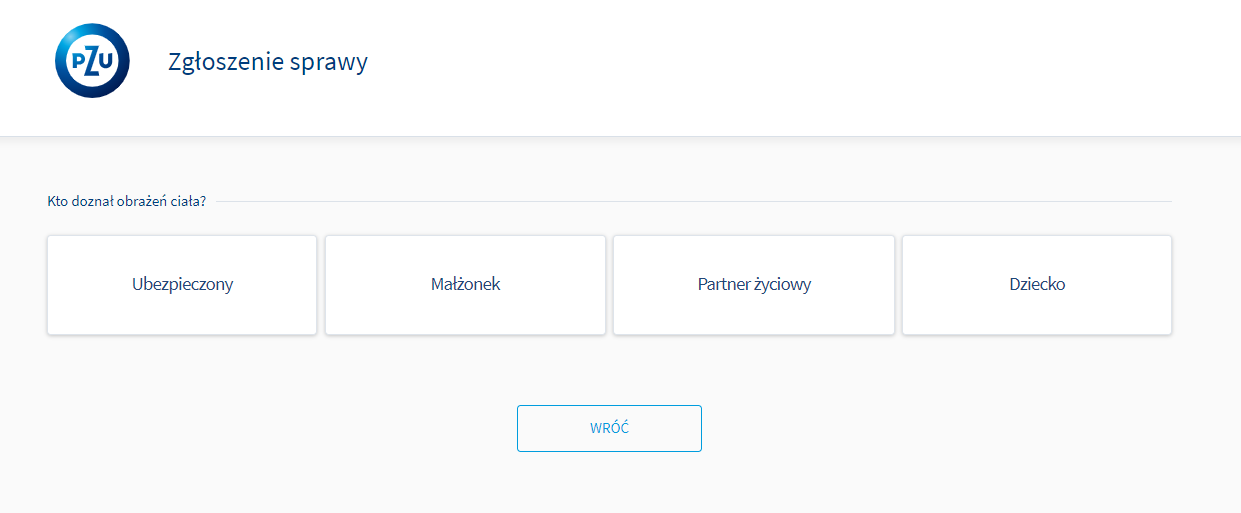 PZU
Zgłoszenie sprawy
Kto doznał obrażeń ciała?
Ubezpieczony
Małżonek
Partner życiowy
Dziecko
WRÓĆ